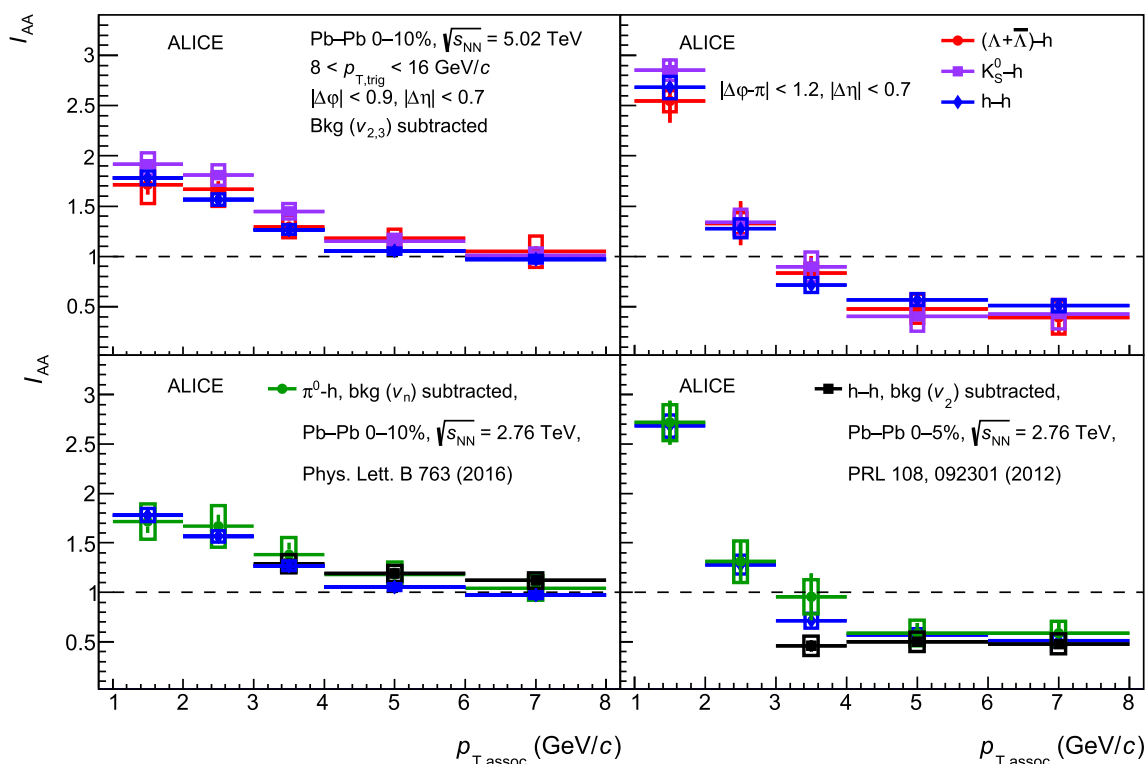 I_AA
ALICE
Pb–Pb 0–10%, √s_NN = 5.02 TeV
8 < p_T,trig < 16 GeV/c
|Δφ| < 0.9, |Δη| < 0.7
Bkg (v_2,3) subtracted
3
2
1.5
1
0.5
ALICE
|Δφ-π| < 1.2, |Δη| < 0.7
(Λ+Λ̅)–h
K⁰_S–h
h–h
I_AA
ALICE
π⁰-h, bkg (v_n) subtracted,
Pb–Pb 0–10%, √s_NN = 2.76 TeV,
Phys. Lett. B 763 (2016)
3
2.5
2
1.5
1
0.5
ALICE
h–h, bkg (v_2) subtracted,
Pb–Pb 0–5%, √s_NN = 2.76 TeV,
PRL 108, 092301 (2012)
1 2 3 4 5 6 7 8
1 2 3 4 5 6 7 8
p_T,assoc (GeV/c)
p_T,assoc (GeV/c)